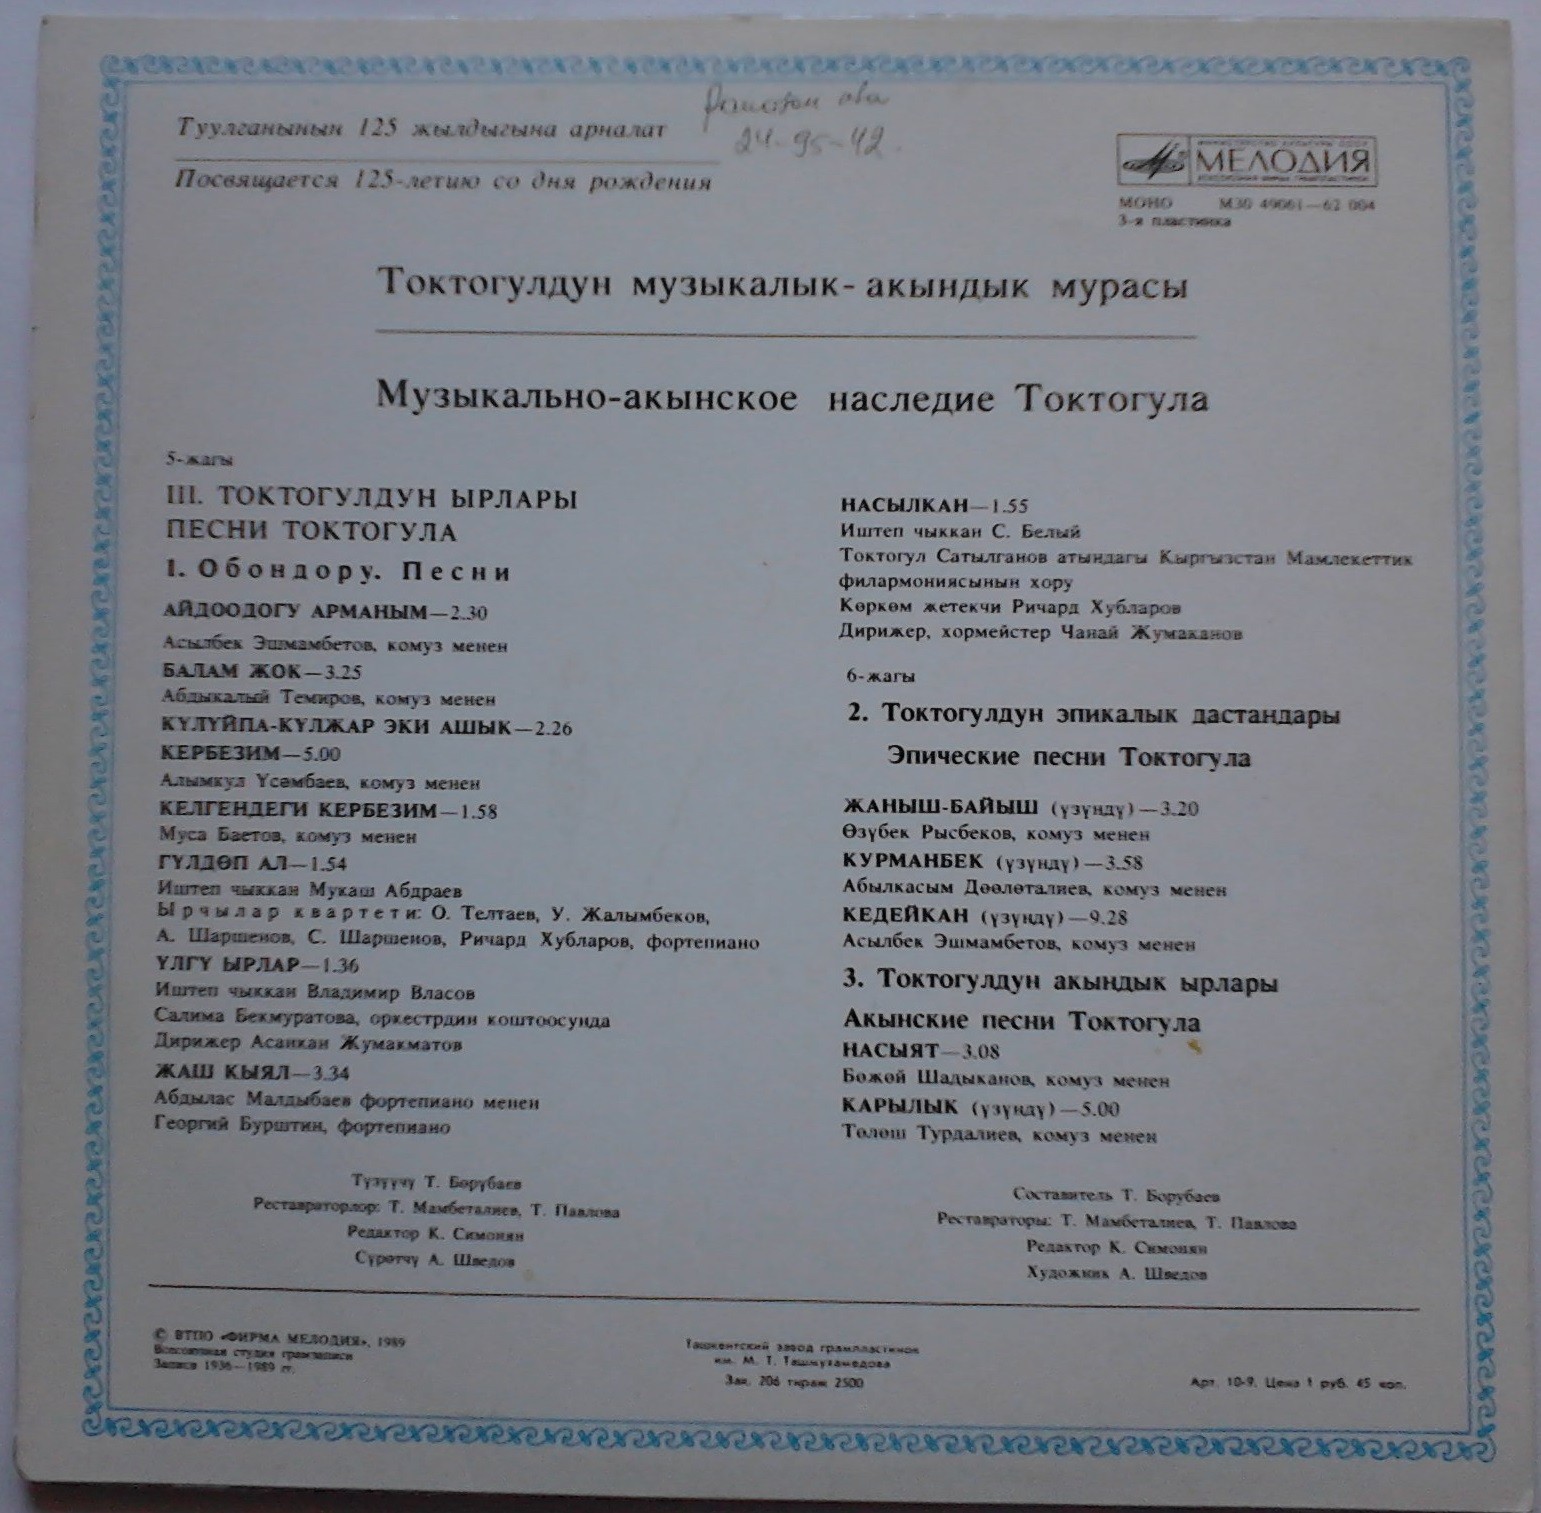 Туулганынын 125 жылдыгына арналат
Посвящается 125-летию со дня рождения
24-95-42
МЕЛОДИЯ
МОНО М30 49061—62 004
3-я пластинка
Токтогулдун музыкалык-акындык мурасы
Музыкально-акынское наследие Токтогула
5-жагы
III. ТОКТОГУЛДУН ЫРЛАРЫ
ПЕСНИ ТОКТОГУЛА
1. Обондору. Песни
АЙДООДОГУ АРМАНЫМ—2.30
Асылбек Эшмамбетов, комуз менен
БАЛАМ ЖОК—3.25
Абдыкалый Темиров, комуз менен
КҮЛҮЙПА-КҮЛЖАР ЭКИ АШЫК—2.26
КЕРБЕЗИМ—5.00
Алымкул Үсөмбаев, комуз менен
КЕЛГЕНДЕГИ КЕРБЕЗИМ—1.58
Муса Баетов, комуз менен
ГҮЛДӨП АЛ—1.54
Иштеп чыккан Мукаш Абдраев
Ырчылар квартети: О. Телтаев, У. Жалымбеков,
А. Шаршенов, С. Шаршенов, Ричард Хубларов, фортепиано
ҮЛГҮ ЫРЛАР—1.36
Иштеп чыккан Владимир Власов
Салима Бекмуратова, оркестрдин коштоосунда
Дирижер Асанкан Жумакматов
ЖАШ КЫЯЛ—3.34
Абдылас Малдыбаев фортепиано менен
Георгий Бурштин, фортепиано
Түзүүчү Т. Бөрүбаев
Реставраторлор: Т. Мамбеталиев, Т. Павлова
Редактор К. Симонян
Сүрөтчү А. Шведов
НАСЫЛКАН—1.55
Иштеп чыккан С. Белый
Токтогул Сатылганов атындагы Кыргызстан Мамлекеттик
филармониясынын хору
Көркөм жетекчи Ричард Хубларов
Дирижер, хормейстер Чанай Жумаканов
6-жагы
2. Токтогулдун эпикалык дастандары
Эпические песни Токтогула
ЖАНЫШ-БАЙЫШ (үзүндү)—3.20
Өзүбек Рысбеков, комуз менен
КУРМАНБЕК (үзүндү)—3.58
Абылкасым Дөөлөталиев, комуз менен
КЕДЕЙКАН (үзүндү)—9.28
Асылбек Эшмамбетов, комуз менен
3. Токтогулдун акындык ырлары
Акынские песни Токтогула
НАСЫЯТ—3.08
Божөй Шадыканов, комуз менен
КАРЫЛЫК (үзүндү)—5.00
Төлөш Турдалиев, комуз менен
Составитель Т. Борубаев
Реставраторы: Т. Мамбеталиев, Т. Павлова
Редактор К. Симонян
Художник А. Шведов
© ВТПО «ФИРМА МЕЛОДИЯ», 1989
Всесоюзная студия грамзаписи
Записи 1936—1989 гг.
Ташкентский завод грампластинок
им. М. Т. Ташмухамедова
Зак. 206 тираж 2500
Арт. 10-9. Цена 1 руб. 45 коп.